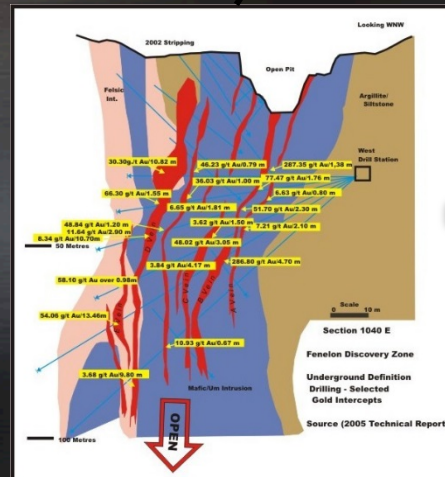 Looking WNW
2002 Stripping
Open Pit
Felsic
Int.
Argillite/
Siltstone
West
Drill Station
30.30g/t Au/10.82 m
46.23 g/t Au/0.79 m
287.35 g/t Au/1.38 m
36.03 g/t Au/1.00 m
77.47 g/t Au/1.76 m
66.30 g/t Au/1.55 m
6.63 g/t Au/0.80 m
6.65 g/t Au/1.81 m
51.70 g/t Au/2.30 m
48.84 g/t Au/1.20 m
3.62 g/t Au/1.50 m
7.21 g/t Au/2.10 m
11.64 g/t Au/2.00 m
8.34 g/t Au/10.70m
48.02 g/t Au/3.05 m
50 Metres
D Vein
3.84 g/t Au/4.17 m
286.80 g/t Au/4.70 m
58.10 g/t Au over 8.98m
C Vein
B Vein
A Vein
Scale
0 10 m
54.06 g/t Au/13.46m
Section 1040 E
18.93 g/t Au/0.67 m
Fenelon Discovery Zone
3.68 g/t Au/9.80 m
Underground Definition
Drilling - Selected
Gold Intercepts
Mafic/Um Intrusion
Source (2005 Technical Report
100 Metres
OPEN